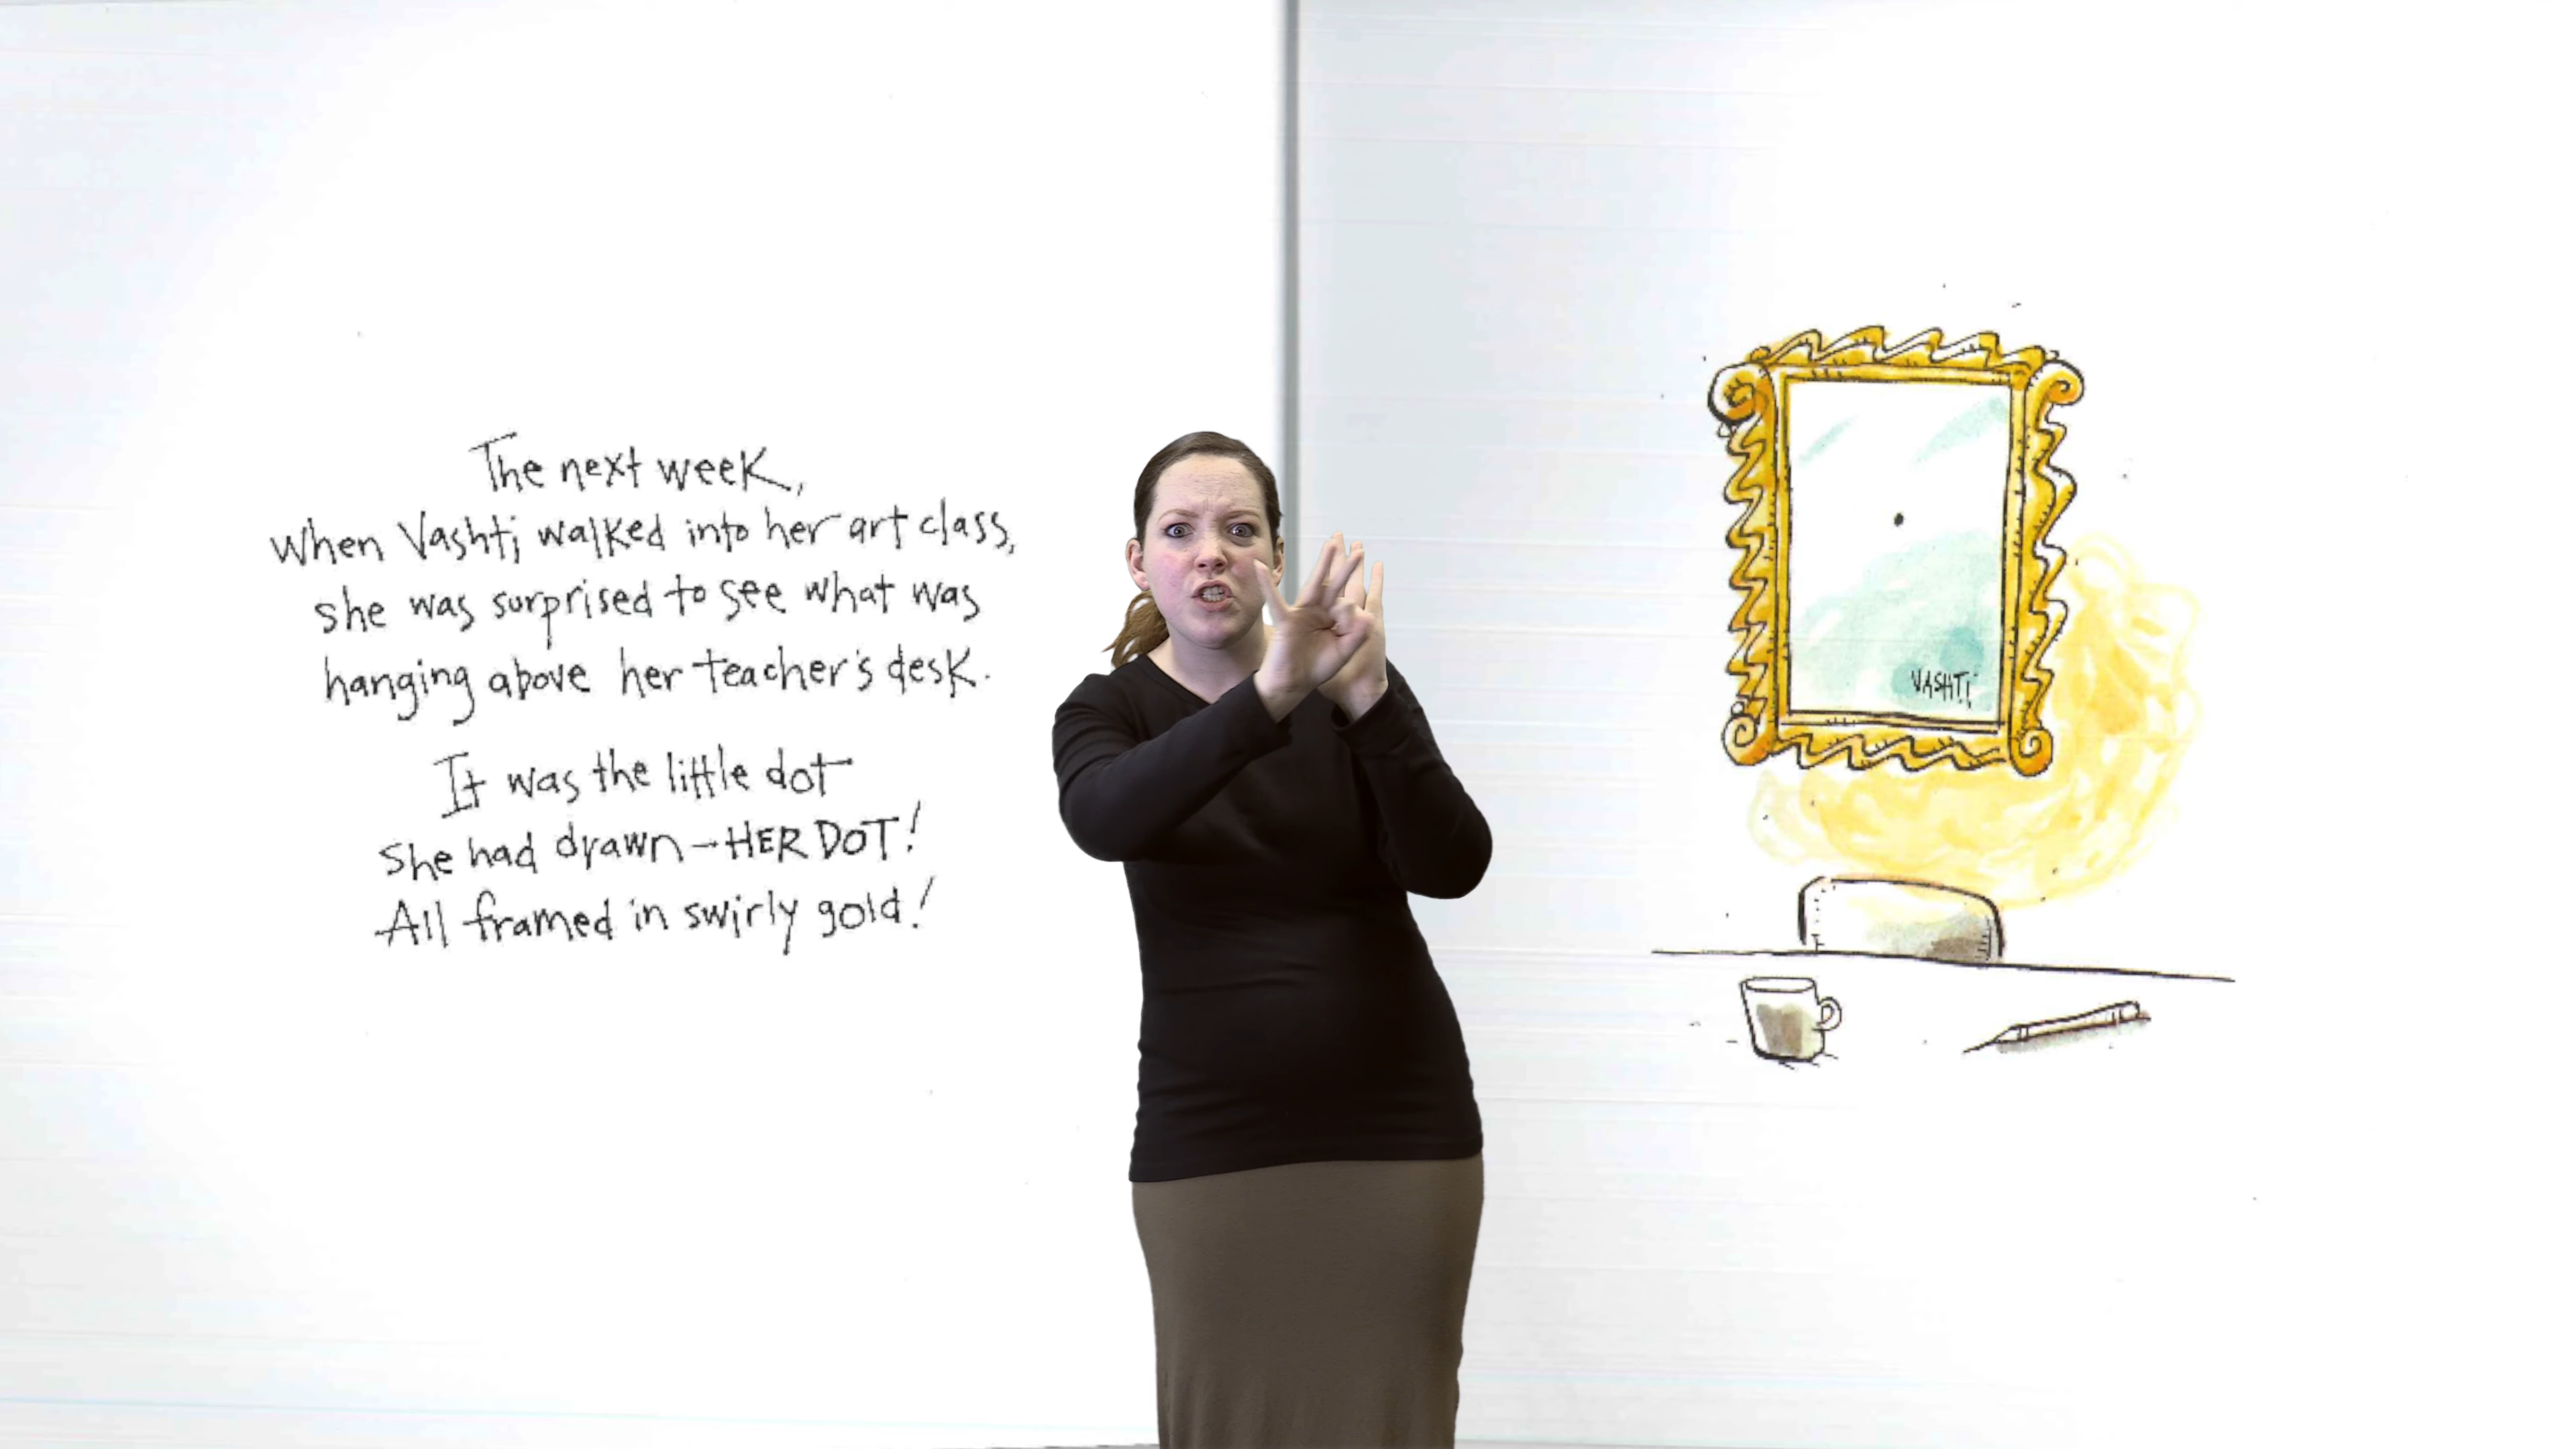 The next week,
when Vashti walked into her art class,
she was surprised to see what was
hanging above her teacher's desk.
It was the little dot
she had drawn-HER DOT!
All framed in swirly gold!
VASHTI